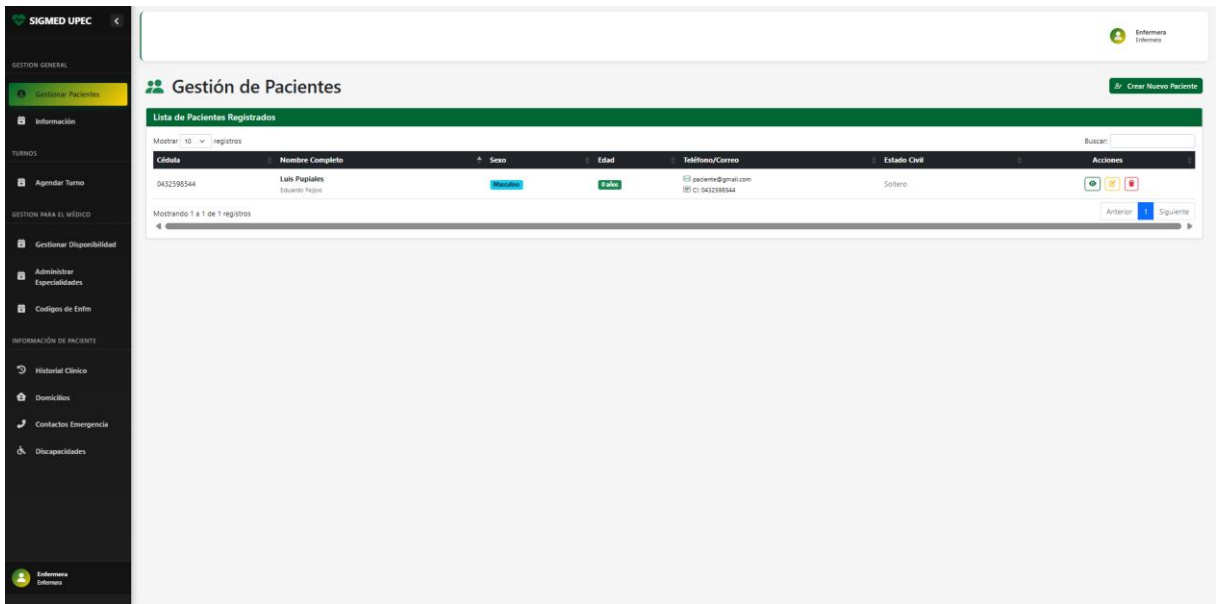 SIGMED UPEC
Enfermera
Enfermera
GESTION GENERAL
Gestionar Pacientes
Información
TURNOS
Agendar Turno
GESTIÓN PARA EL MÉDICO
Gestionar Disponibilidad
Administrar
Especialidades
Codigos de Enfm
INFORMACIÓN DE PACIENTE
Historial Clínico
Domicilios
Contactos Emergencia
Discapacidades
Enfermera
Enfermera
Gestión de Pacientes
Crear Nuevo Paciente
Lista de Pacientes Registrados
Mostrar 10 registros
Buscar:
Cédula Nombre Completo Sexo Edad Teléfono/Correo Estado Civil Acciones
0432598544 Luis Pupiales Masculino 0 años paciente@gmail.com Soltero
Eduardo Feijoo CI: 0432598544
Mostrando 1 a 1 de 1 registros
Anterior 1 Siguiente